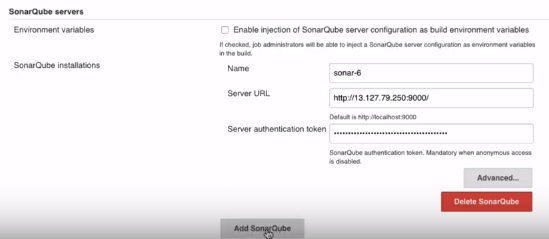 SonarQube servers
Environment variables
Enable injection of SonarQube server configuration as build environment variables
If checked, job administrators will be able to inject a SonarQube server configuration as environment variables
in the build.
SonarQube installations
Name
sonar-6
Server URL
http://13.127.79.250:9000/
Default is http://localhost:9000
Server authentication token
••••••••••••••••••••••••••••••••••••••••
SonarQube authentication token. Mandatory when anonymous access
is disabled.
Advanced...
Delete SonarQube
Add SonarQube